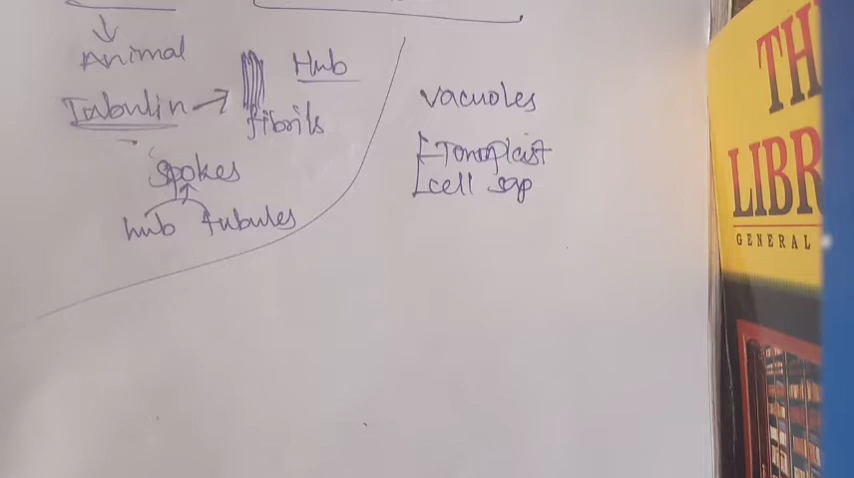 Animal
Tubulin → Hub
fibrils
spokes
hub tubules
vacuoles
Tonoplast
cell sap
TH
LIBR
GENERAL